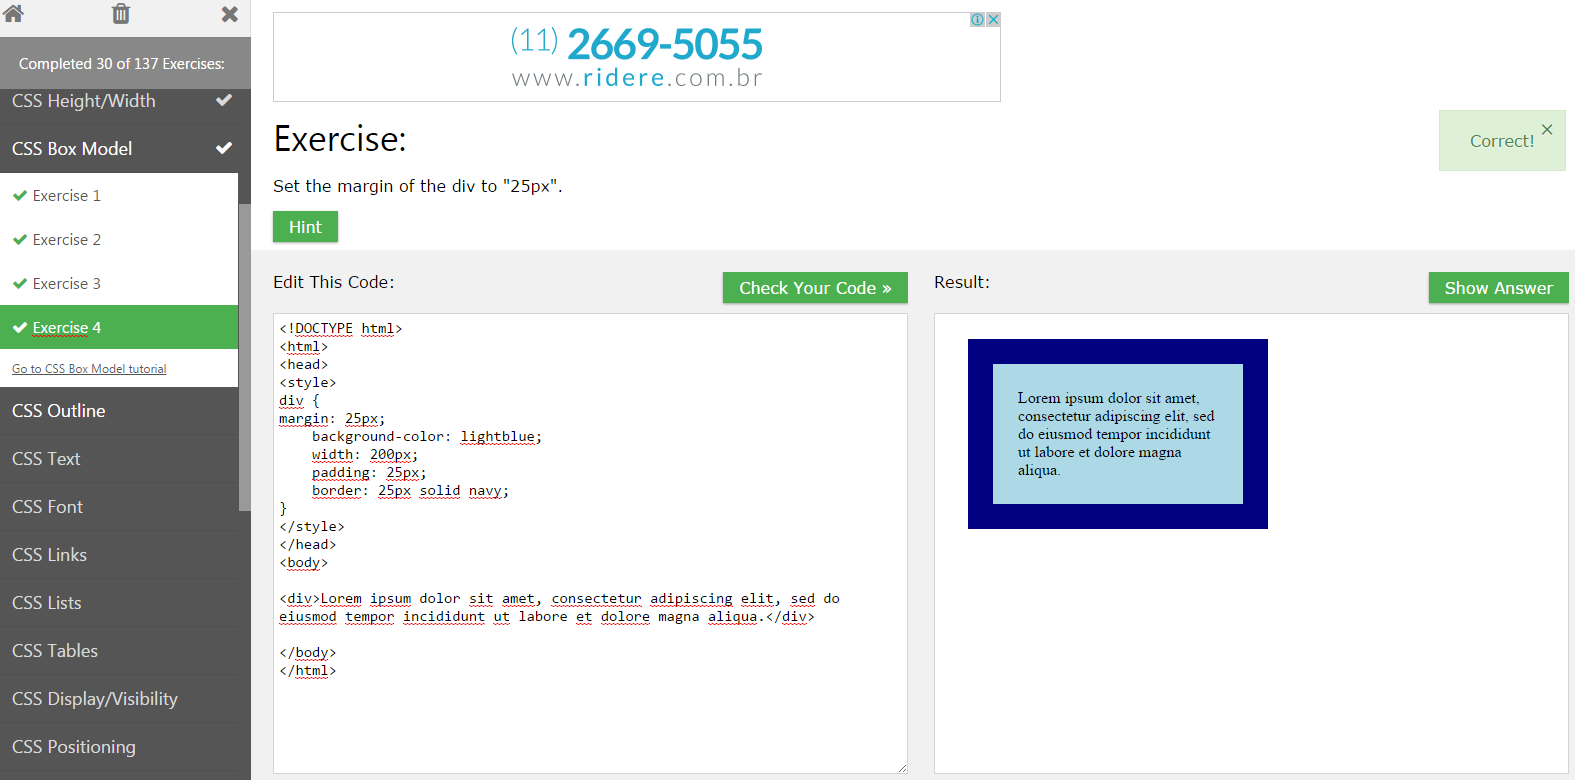 Completed 30 of 137 Exercises:
CSS Height/Width
CSS Box Model
Exercise 1
Exercise 2
Exercise 3
Exercise 4
Go to CSS Box Model tutorial
CSS Outline
CSS Text
CSS Font
CSS Links
CSS Lists
CSS Tables
CSS Display/Visibility
CSS Positioning
(11) 2669-5055
www.ridere.com.br
Exercise:
Correct!
Set the margin of the div to "25px".
Hint
Edit This Code:
Check Your Code »
<!DOCTYPE html>
<html>
<head>
<style>
div {
margin: 25px;
    background-color: lightblue;
    width: 200px;
    padding: 25px;
    border: 25px solid navy;
}
</style>
</head>
<body>
<div>Lorem ipsum dolor sit amet, consectetur adipiscing elit, sed do
eiusmod tempor incididunt ut labore et dolore magna aliqua.</div>
</body>
</html>
Result:
Show Answer
Lorem ipsum dolor sit amet,
consectetur adipiscing elit, sed
do eiusmod tempor incididunt
ut labore et dolore magna
aliqua.